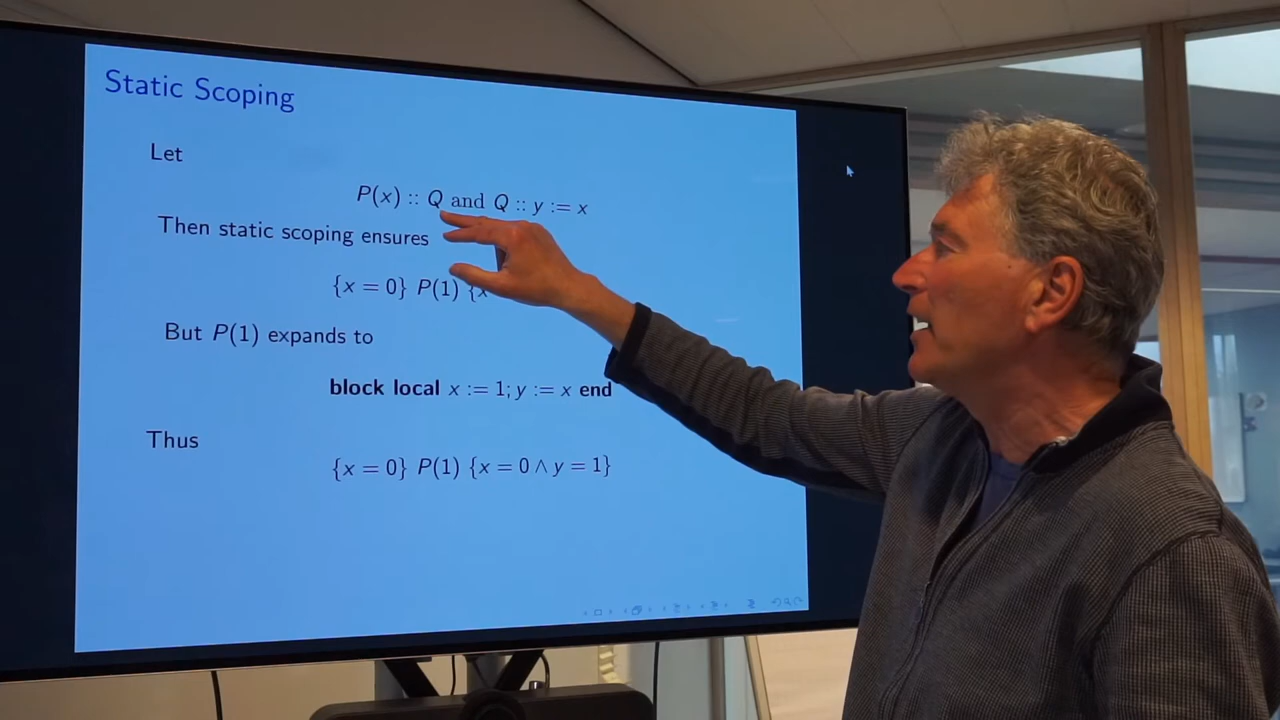 Static Scoping
Let
P(x) :: Q and Q :: y := x
Then static scoping ensures
{x = 0} P(1) {x
But P(1) expands to
block local x := 1; y := x end
Thus
{x = 0} P(1) {x = 0 ∧ y = 1}